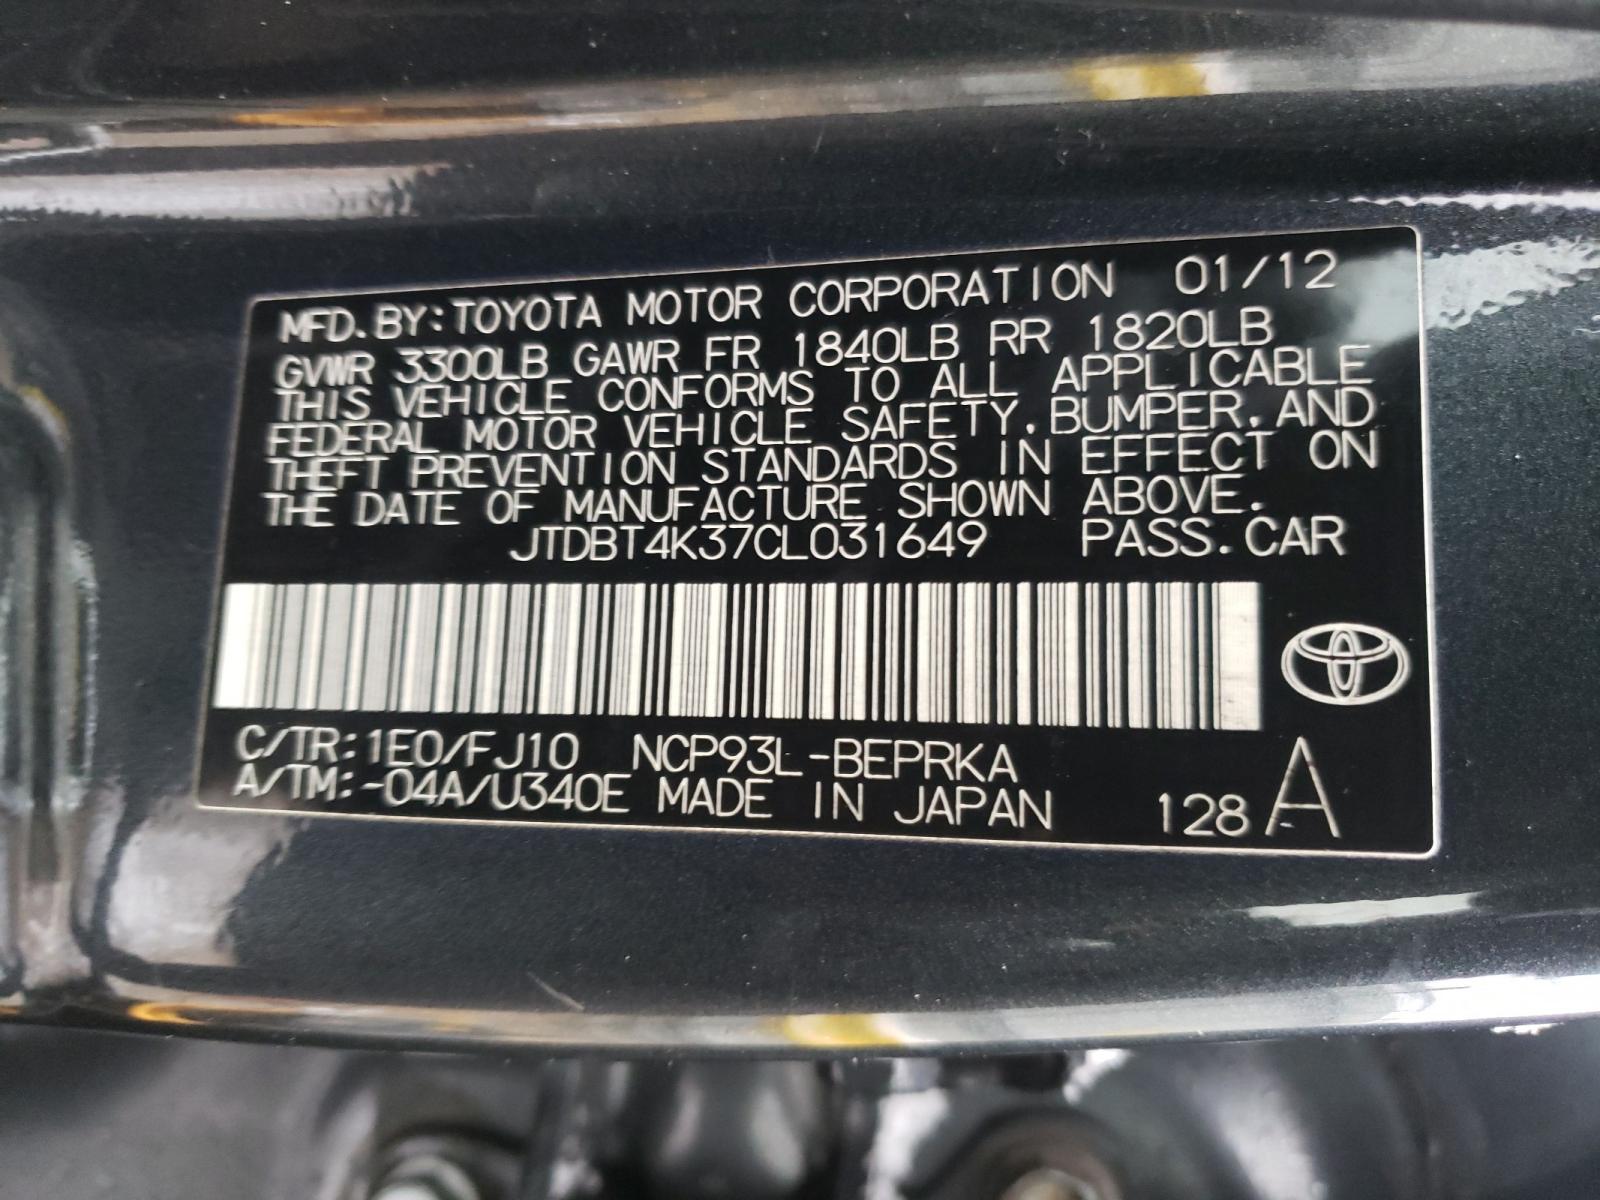 MFD.BY:TOYOTA MOTOR CORPORATION 01/12
GVWR 3300LB GAWR FR 1840LB RR 1820LB
THIS VEHICLE CONFORMS TO ALL APPLICABLE
FEDERAL MOTOR VEHICLE SAFETY,BUMPER,AND
THEFT PREVENTION STANDARDS IN EFFECT ON
THE DATE OF MANUFACTURE SHOWN ABOVE.
JTDBT4K37CL031649 PASS.CAR
C/TR:1E0/FJ10 NCP93L-BEPRKA
A/TM:-04A/U340E MADE IN JAPAN 128 A